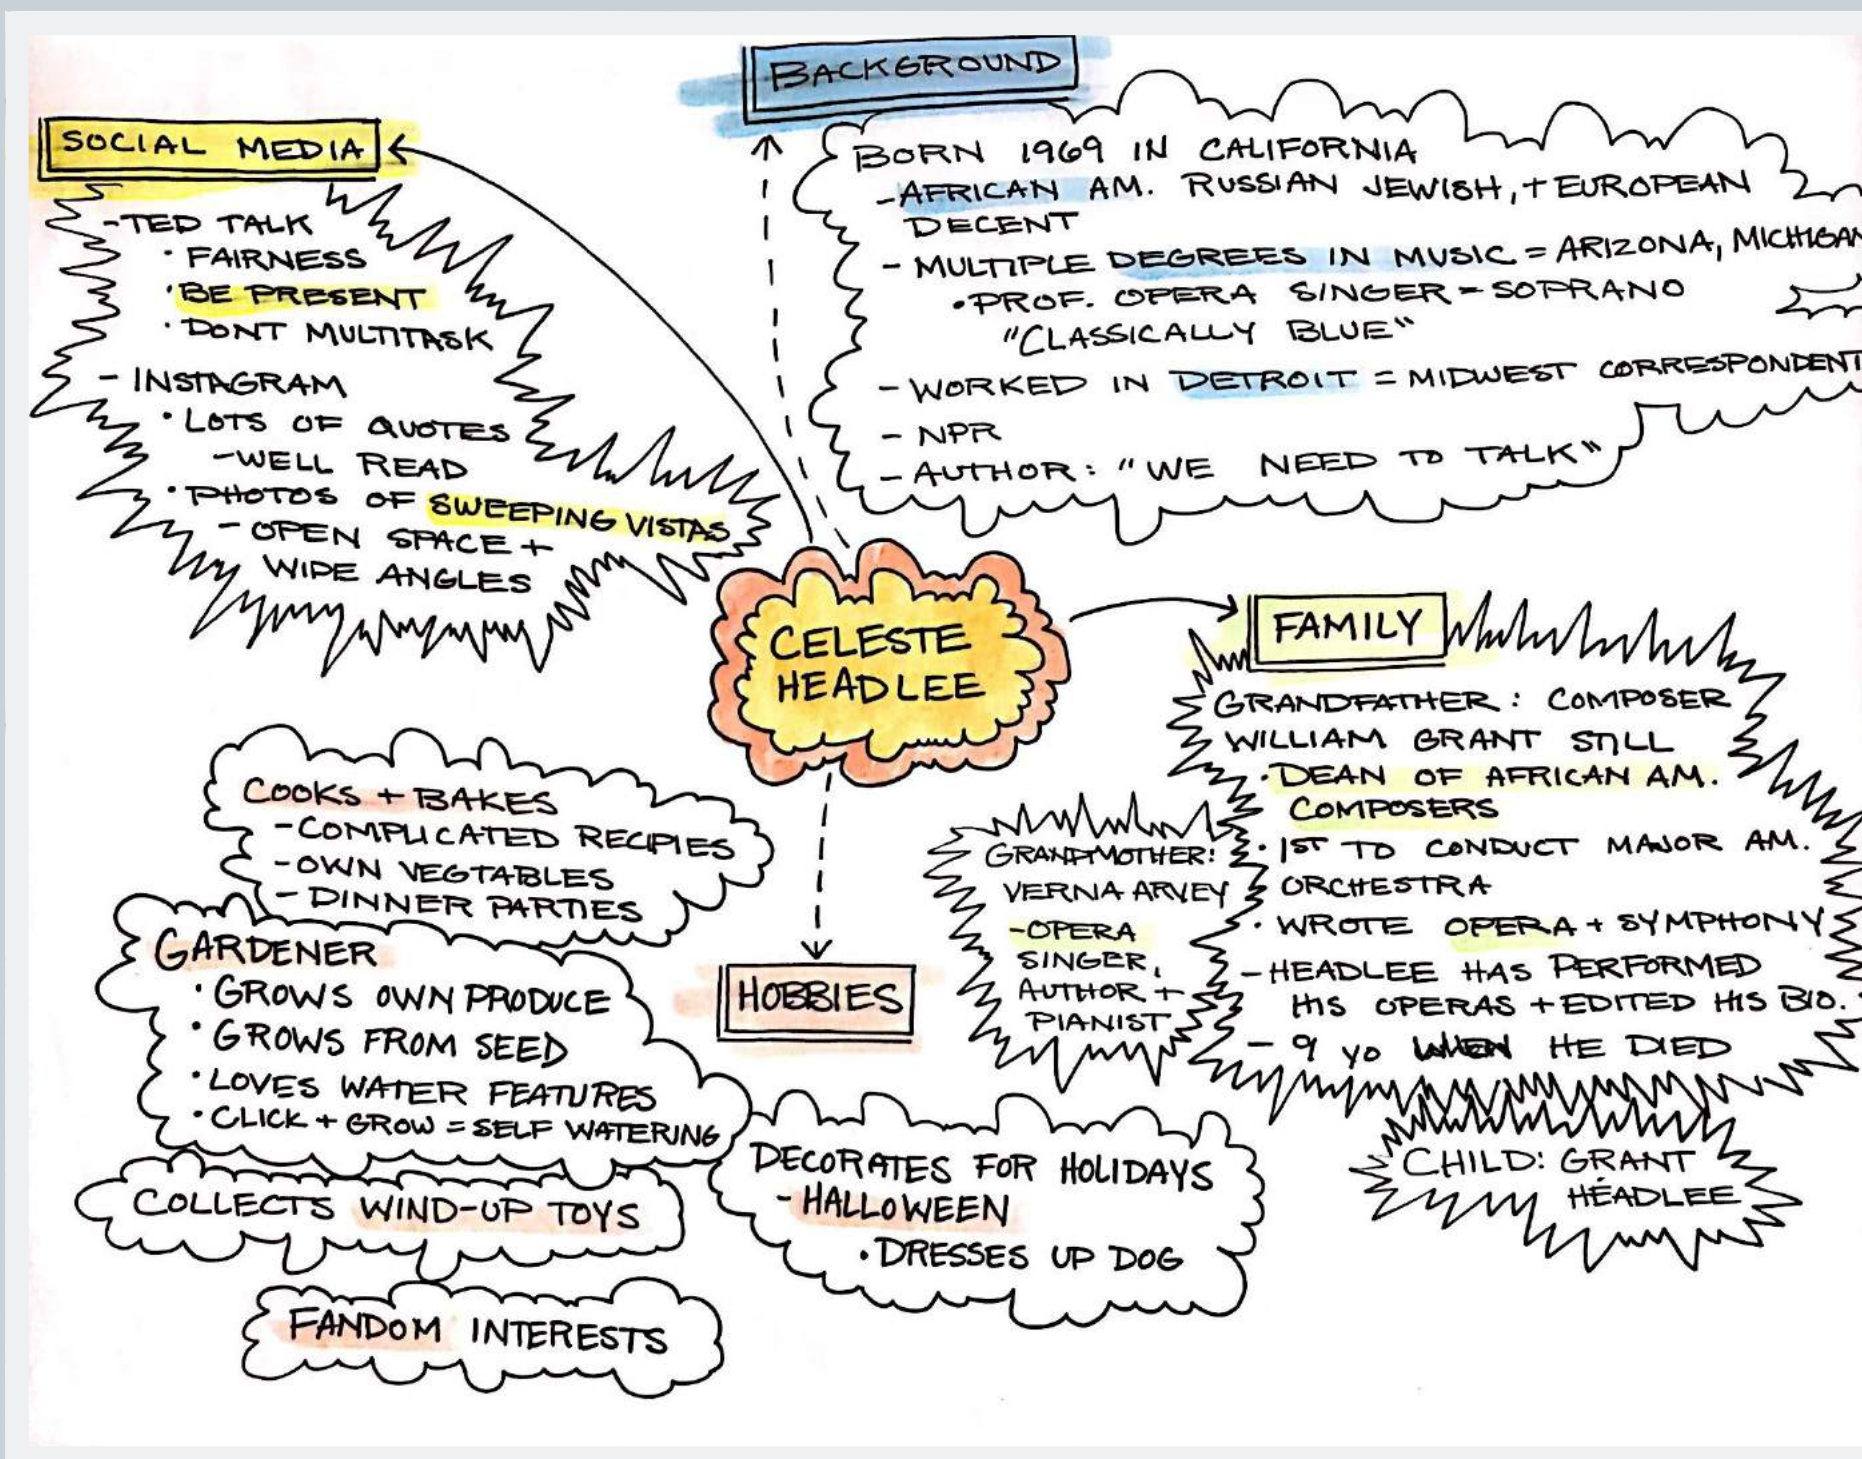 BACKGROUND
BORN 1969 IN CALIFORNIA
-AFRICAN AM. RUSSIAN JEWISH, + EUROPEAN
DECENT
- MULTIPLE DEGREES IN MUSIC = ARIZONA, MICHIGAN
•PROF. OPERA SINGER = SOPRANO
"CLASSICALLY BLUE"
- WORKED IN DETROIT = MIDWEST CORRESPONDENT
- NPR
- AUTHOR: "WE NEED TO TALK"
SOCIAL MEDIA
-TED TALK
• FAIRNESS
•BE PRESENT
• DONT MULTITASK
- INSTAGRAM
• LOTS OF QUOTES
-WELL READ
• PHOTOS OF SWEEPING VISTAS
- OPEN SPACE +
WIDE ANGLES
CELESTE
HEADLEE
FAMILY
GRANDFATHER: COMPOSER
WILLIAM GRANT STILL
• DEAN OF AFRICAN AM.
COMPOSERS
• 1ST TO CONDUCT MAJOR AM.
ORCHESTRA
• WROTE OPERA + SYMPHONY
- HEADLEE HAS PERFORMED
HIS OPERAS + EDITED HIS BIO.
- 9 YO WHEN HE DIED
GRANDMOTHER:
VERNA ARVEY
-OPERA
SINGER,
AUTHOR +
PIANIST
CHILD: GRANT
HEADLEE
HOBBIES
COOKS + BAKES
-COMPLICATED RECIPIES
-OWN VEGTABLES
- DINNER PARTIES
GARDENER
• GROWS OWN PRODUCE
• GROWS FROM SEED
• LOVES WATER FEATURES
• CLICK + GROW = SELF WATERING
COLLECTS WIND-UP TOYS
FANDOM INTERESTS
DECORATES FOR HOLIDAYS
-HALLOWEEN
• DRESSES UP DOG